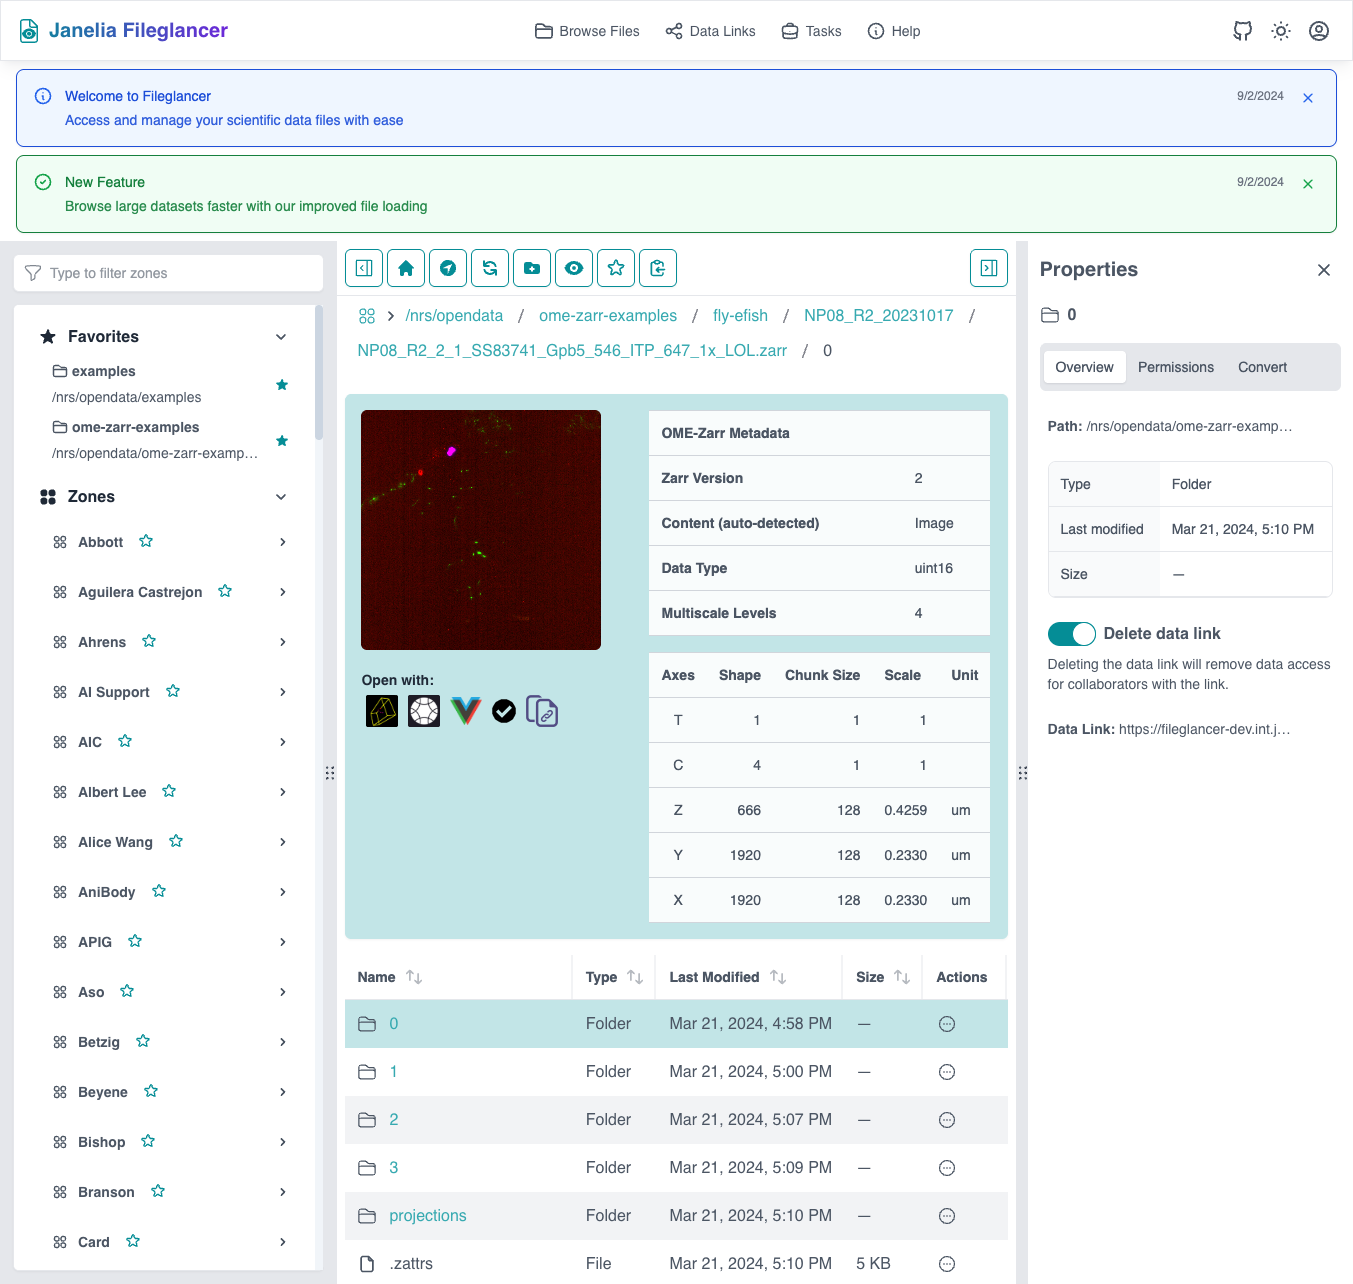 Janelia Fileglancer
Browse Files
Data Links
Tasks
Help
Welcome to Fileglancer
9/2/2024
Access and manage your scientific data files with ease
New Feature
9/2/2024
Browse large datasets faster with our improved file loading
Type to filter zones
Favorites
examples
/nrs/opendata/examples
ome-zarr-examples
/nrs/opendata/ome-zarr-examp…
Zones
Abbott
Aguilera Castrejon
Ahrens
AI Support
AIC
Albert Lee
Alice Wang
AniBody
APIG
Aso
Betzig
Beyene
Bishop
Branson
Card
/nrs/opendata / ome-zarr-examples / fly-efish / NP08_R2_20231017 /
NP08_R2_2_1_SS83741_Gpb5_546_ITP_647_1x_LOL.zarr / 0
Open with:
OME-Zarr Metadata
Zarr Version 2
Content (auto-detected) Image
Data Type uint16
Multiscale Levels 4
Axes Shape Chunk Size Scale Unit
T 1 1 1
C 4 1 1
Z 666 128 0.4259 um
Y 1920 128 0.2330 um
X 1920 128 0.2330 um
Name Type Last Modified Size Actions
0 Folder Mar 21, 2024, 4:58 PM —
1 Folder Mar 21, 2024, 5:00 PM —
2 Folder Mar 21, 2024, 5:07 PM —
3 Folder Mar 21, 2024, 5:09 PM —
projections Folder Mar 21, 2024, 5:10 PM —
.zattrs File Mar 21, 2024, 5:10 PM 5 KB
Properties
0
Overview Permissions Convert
Path: /nrs/opendata/ome-zarr-examp…
Type Folder
Last modified Mar 21, 2024, 5:10 PM
Size —
Delete data link
Deleting the data link will remove data access
for collaborators with the link.
Data Link: https://fileglancer-dev.int.j…